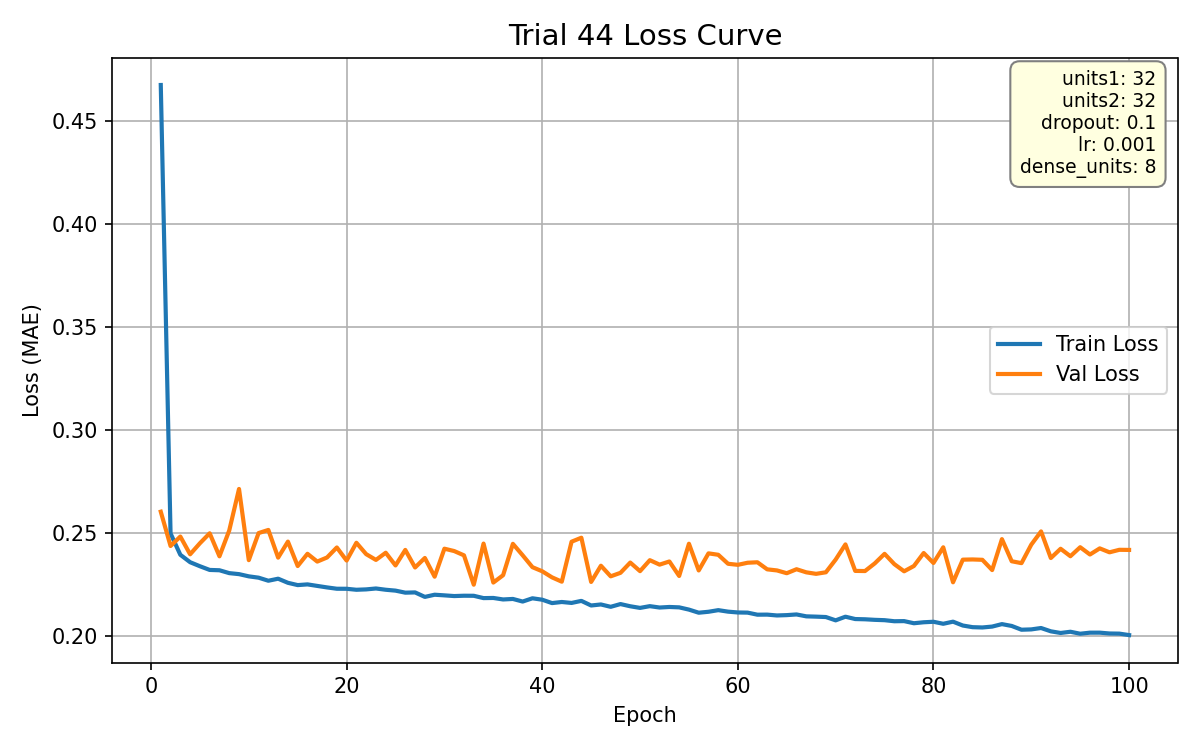 Trial 44 Loss Curve
units1: 32
units2: 32
dropout: 0.1
lr: 0.001
dense_units: 8
Loss (MAE)
0.45
0.40
0.35
0.30
0.25
0.20
Train Loss
Val Loss
0 20 40 60 80 100
Epoch